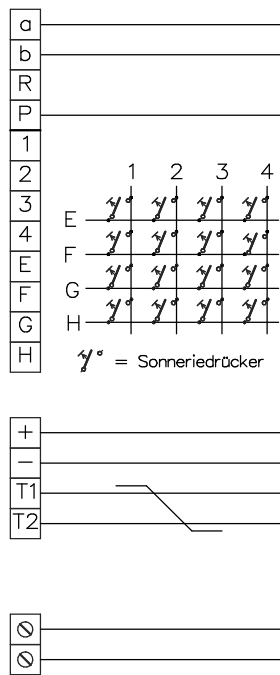 a
b
R
P
1
2
3
4
E
F
G
H
1 2 3 4
E
F
G
H
= Sonneriedrücker
+
−
T1
T2